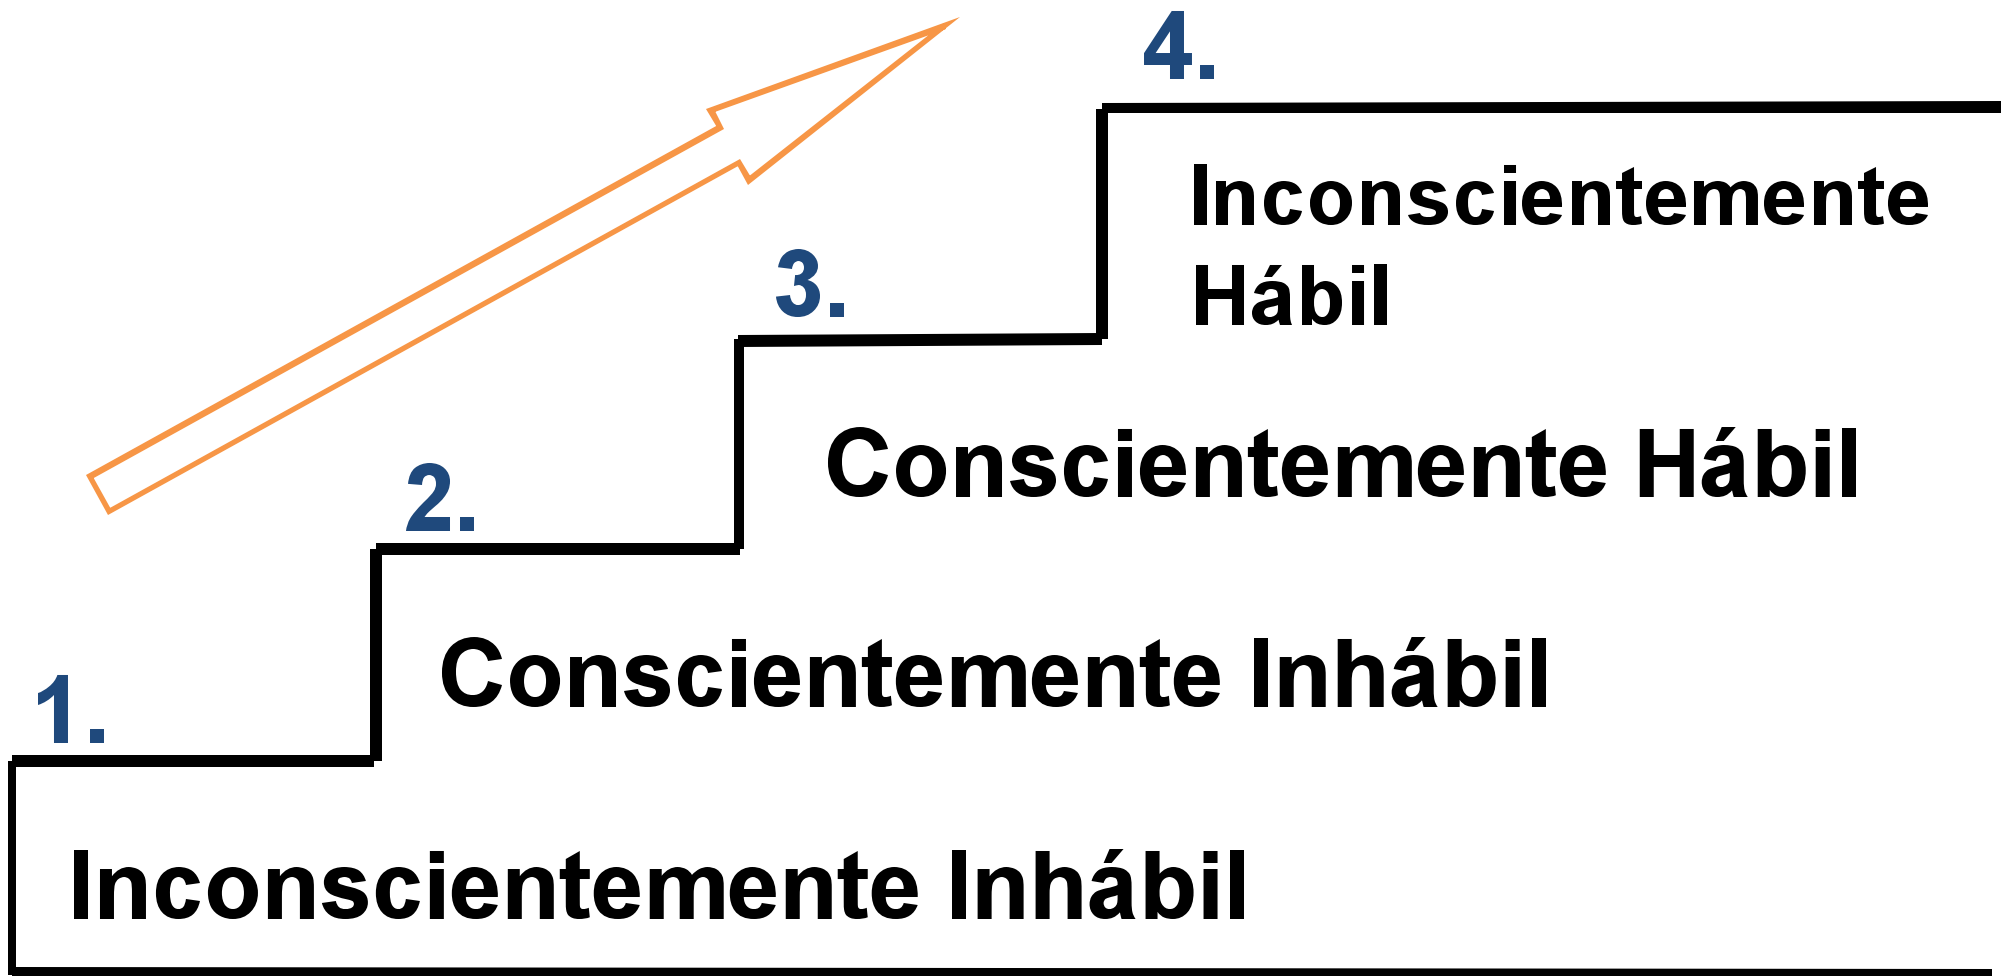 4.
Inconscientemente
Hábil
3.
Conscientemente Hábil
2.
Conscientemente Inhábil
1.
Inconscientemente Inhábil